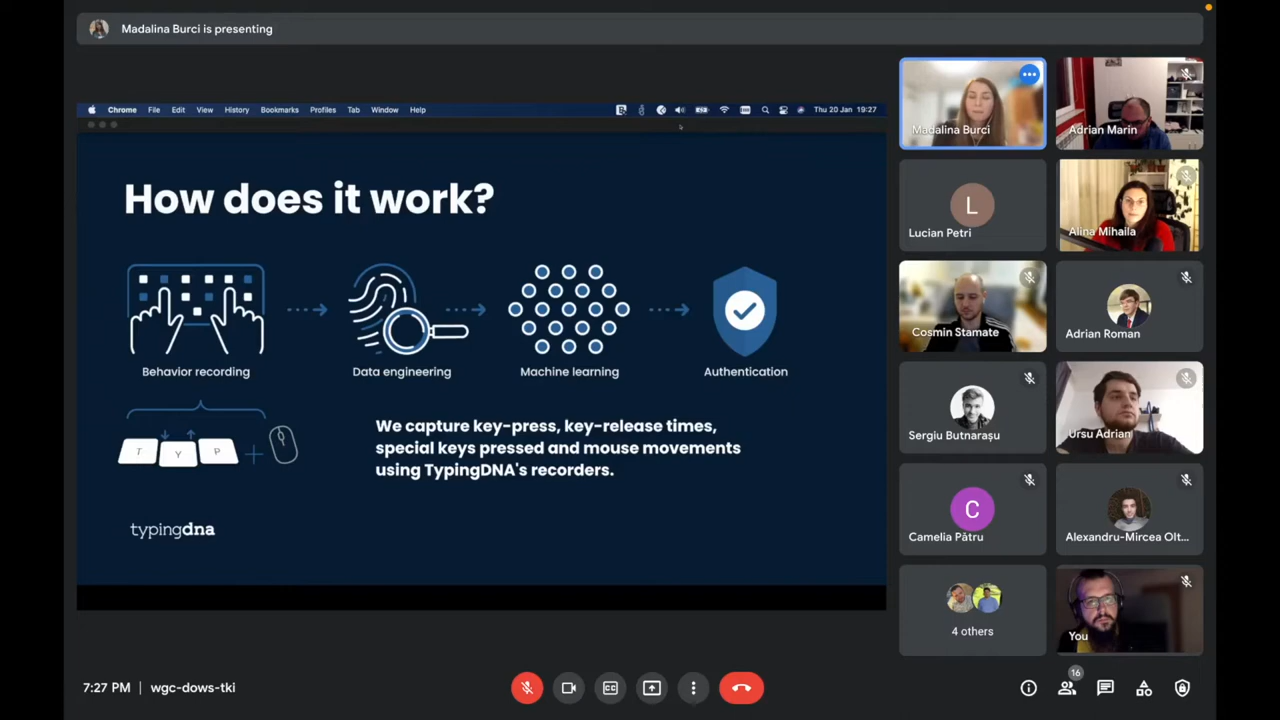 Madalina Burci is presenting
Chrome File Edit View History Bookmarks Profiles Tab Window Help Thu 20 Jan 19:27
How does it work?
Behavior recording
Data engineering
Machine learning
Authentication
T Y P
We capture key-press, key-release times,
special keys pressed and mouse movements
using TypingDNA's recorders.
typingdna
Madalina Burci
Adrian Marin
L
Lucian Petri
Alina Mihaila
Cosmin Stamate
Adrian Roman
Sergiu Butnarașu
Ursu Adrian
C
Camelia Pătru
Alexandru-Mircea Olt...
4 others
You
7:27 PM | wgc-dows-tki
CC
16